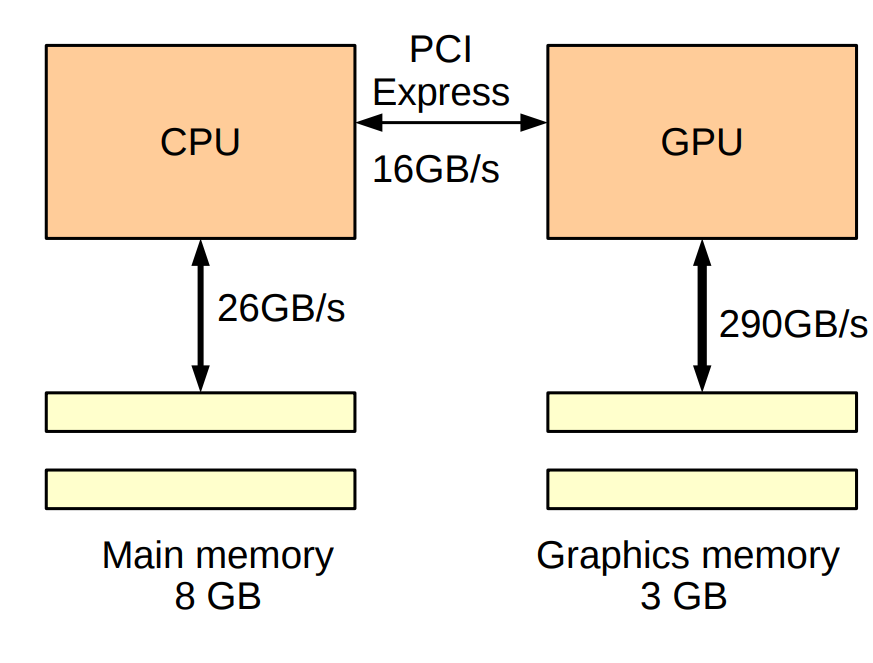 PCI
Express
CPU
GPU
16GB/s
26GB/s
290GB/s
Main memory
8 GB
Graphics memory
3 GB